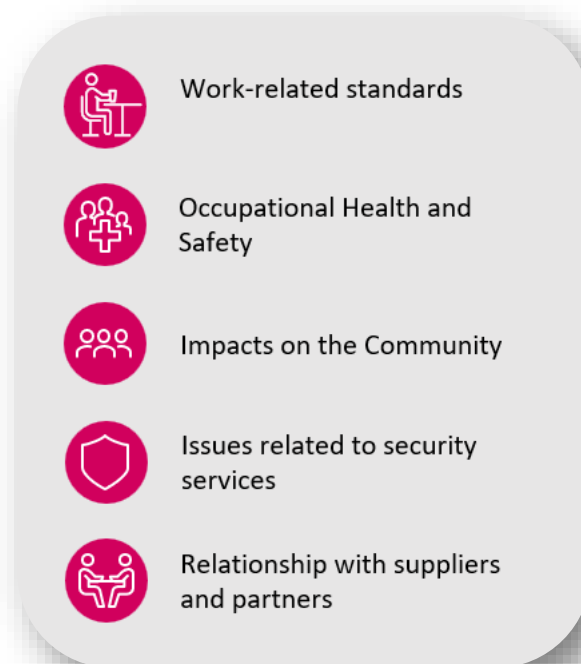 Work-related standards
Occupational Health and
Safety
Impacts on the Community
Issues related to security
services
Relationship with suppliers
and partners